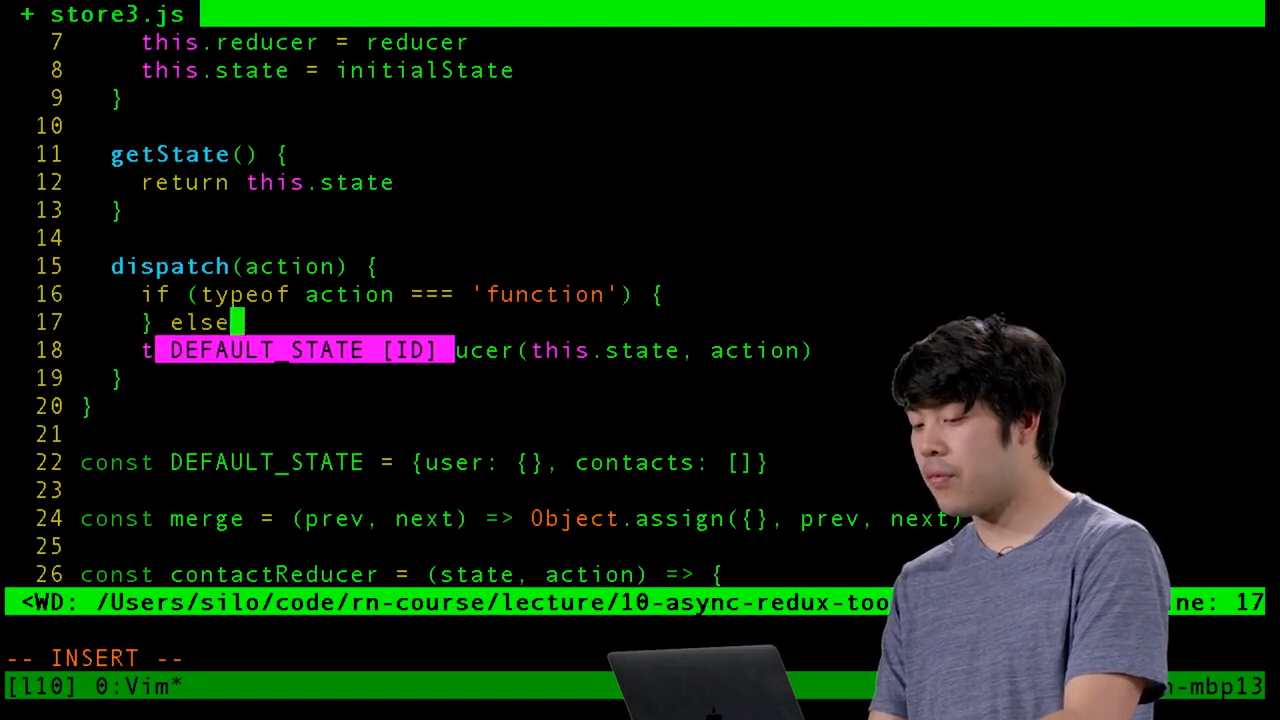 + store3.js
7 this.reducer = reducer
8 this.state = initialState
9 }
10
11 getState() {
12 return this.state
13 }
14
15 dispatch(action) {
16 if (typeof action === 'function') {
17 } else
18 t DEFAULT_STATE [ID] ucer(this.state, action)
19 }
20 }
21
22 const DEFAULT_STATE = {user: {}, contacts: []}
23
24 const merge = (prev, next) => Object.assign({}, prev, next)
25
26 const contactReducer = (state, action) => {
<WD: /Users/silo/code/rn-course/lecture/10-async-redux-too ne: 17
-- INSERT --
[l10] 0:Vim* -mbp13